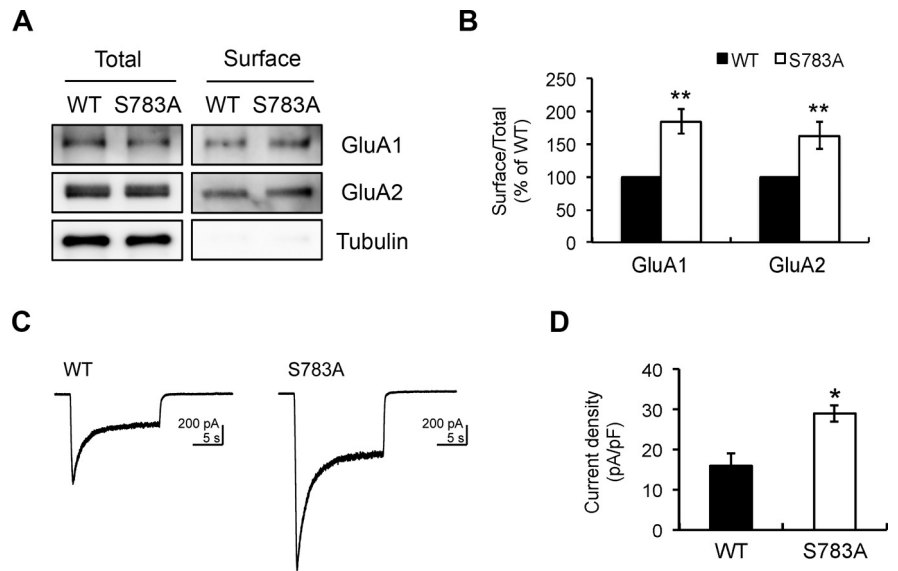 A
Total Surface
WT S783A WT S783A
GluA1
GluA2
Tubulin
B
WT S783A
Surface/Total
(% of WT)
250
200
150
100
50
0
** **
GluA1 GluA2
C
WT
200 pA
5 s
S783A
200 pA
5 s
D
Current density
(pA/pF)
40
30
20
10
0
*
WT S783A